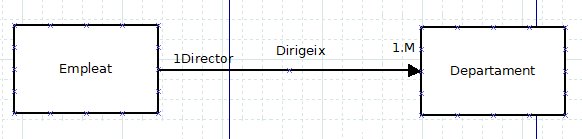 Dirigeix
1Director
1.M
Empleat
Departament